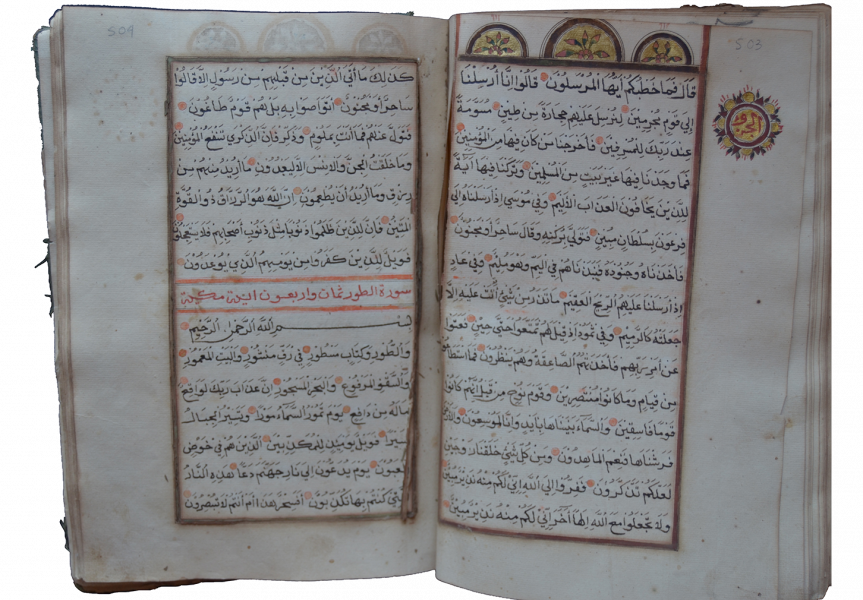 503
الجزو
قَالَ فَمَا خَطْبُكُمْ أَيُّهَا الْمُرْسَلُونَ قَالُوا إِنَّا أُرْسِلْنَا
إِلَى قَوْمٍ مُجْرِمِينَ لِنُرْسِلَ عَلَيْهِمْ حِجَارَةً مِنْ طِينٍ مُسَوَّمَةً
عِنْدَ رَبِّكَ لِلْمُسْرِفِينَ فَأَخْرَجْنَا مَنْ كَانَ فِيهَا مِنَ الْمُؤْمِنِينَ
فَمَا وَجَدْنَا فِيهَا غَيْرَ بَيْتٍ مِنَ الْمُسْلِمِينَ وَتَرَكْنَا فِيهَا آيَةً
لِلَّذِينَ يَخَافُونَ الْعَذَابَ الْأَلِيمَ وَفِي مُوسَى إِذْ أَرْسَلْنَاهُ إِلَى
فِرْعَوْنَ بِسُلْطَانٍ مُبِينٍ فَتَوَلَّى بِرُكْنِهِ وَقَالَ سَاحِرٌ أَوْ مَجْنُونٌ
فَأَخَذْنَاهُ وَجُنُودَهُ فَنَبَذْنَاهُمْ فِي الْيَمِّ وَهُوَ مُلِيمٌ وَفِي عَادٍ
إِذْ أَرْسَلْنَا عَلَيْهِمُ الرِّيحَ الْعَقِيمَ مَا تَذَرُ مِنْ شَيْءٍ أَتَتْ عَلَيْهِ إِلَّا
جَعَلَتْهُ كَالرَّمِيمِ وَفِي ثَمُودَ إِذْ قِيلَ لَهُمْ تَمَتَّعُوا حَتَّى حِينٍ فَعَتَوْا
عَنْ أَمْرِ رَبِّهِمْ فَأَخَذَتْهُمُ الصَّاعِقَةُ وَهُمْ يَنْظُرُونَ فَمَا اسْتَطَاعُوا
مِنْ قِيَامٍ وَمَا كَانُوا مُنْتَصِرِينَ وَقَوْمَ نُوحٍ مِنْ قَبْلُ إِنَّهُمْ كَانُوا
قَوْمًا فَاسِقِينَ وَالسَّمَاءَ بَنَيْنَاهَا بِأَيْدٍ وَإِنَّا لَمُوسِعُونَ وَالْأَرْضَ
فَرَشْنَاهَا فَنِعْمَ الْمَاهِدُونَ وَمِنْ كُلِّ شَيْءٍ خَلَقْنَا زَوْجَيْنِ
لَعَلَّكُمْ تَذَكَّرُونَ فَفِرُّوا إِلَى اللَّهِ إِنِّي لَكُمْ مِنْهُ نَذِيرٌ مُبِينٌ
وَلَا تَجْعَلُوا مَعَ اللَّهِ إِلَهًا آخَرَ إِنِّي لَكُمْ مِنْهُ نَذِيرٌ مُبِينٌ
504
كَذَلِكَ مَا أَتَى الَّذِينَ مِنْ قَبْلِهِمْ مِنْ رَسُولٍ إِلَّا قَالُوا
سَاحِرٌ أَوْ مَجْنُونٌ أَتَوَاصَوْا بِهِ بَلْ هُمْ قَوْمٌ طَاغُونَ
فَتَوَلَّ عَنْهُمْ فَمَا أَنْتَ بِمَلُومٍ وَذَكِّرْ فَإِنَّ الذِّكْرَى تَنْفَعُ الْمُؤْمِنِينَ
وَمَا خَلَقْتُ الْجِنَّ وَالْإِنْسَ إِلَّا لِيَعْبُدُونِ مَا أُرِيدُ مِنْهُمْ مِنْ
رِزْقٍ وَمَا أُرِيدُ أَنْ يُطْعِمُونِ إِنَّ اللَّهَ هُوَ الرَّزَّاقُ ذُو الْقُوَّةِ
الْمَتِينُ فَإِنَّ لِلَّذِينَ ظَلَمُوا ذَنُوبًا مِثْلَ ذَنُوبِ أَصْحَابِهِمْ فَلَا يَسْتَعْجِلُونِ
فَوَيْلٌ لِلَّذِينَ كَفَرُوا مِنْ يَوْمِهِمُ الَّذِي يُوعَدُونَ
سورة الطور ثمان واربعون اية مكية
بِسْمِ اللَّهِ الرَّحْمَنِ الرَّحِيمِ
وَالطُّورِ وَكِتَابٍ مَسْطُورٍ فِي رَقٍّ مَنْشُورٍ وَالْبَيْتِ الْمَعْمُورِ
وَالسَّقْفِ الْمَرْفُوعِ وَالْبَحْرِ الْمَسْجُورِ إِنَّ عَذَابَ رَبِّكَ لَوَاقِعٌ
مَا لَهُ مِنْ دَافِعٍ يَوْمَ تَمُورُ السَّمَاءُ مَوْرًا وَتَسِيرُ الْجِبَالُ
سَيْرًا فَوَيْلٌ يَوْمَئِذٍ لِلْمُكَذِّبِينَ الَّذِينَ هُمْ فِي خَوْضٍ
يَلْعَبُونَ يَوْمَ يُدَعُّونَ إِلَى نَارِ جَهَنَّمَ دَعًّا هَذِهِ النَّارُ
الَّتِي كُنْتُمْ بِهَا تُكَذِّبُونَ أَفَسِحْرٌ هَذَا أَمْ أَنْتُمْ لَا تُبْصِرُونَ